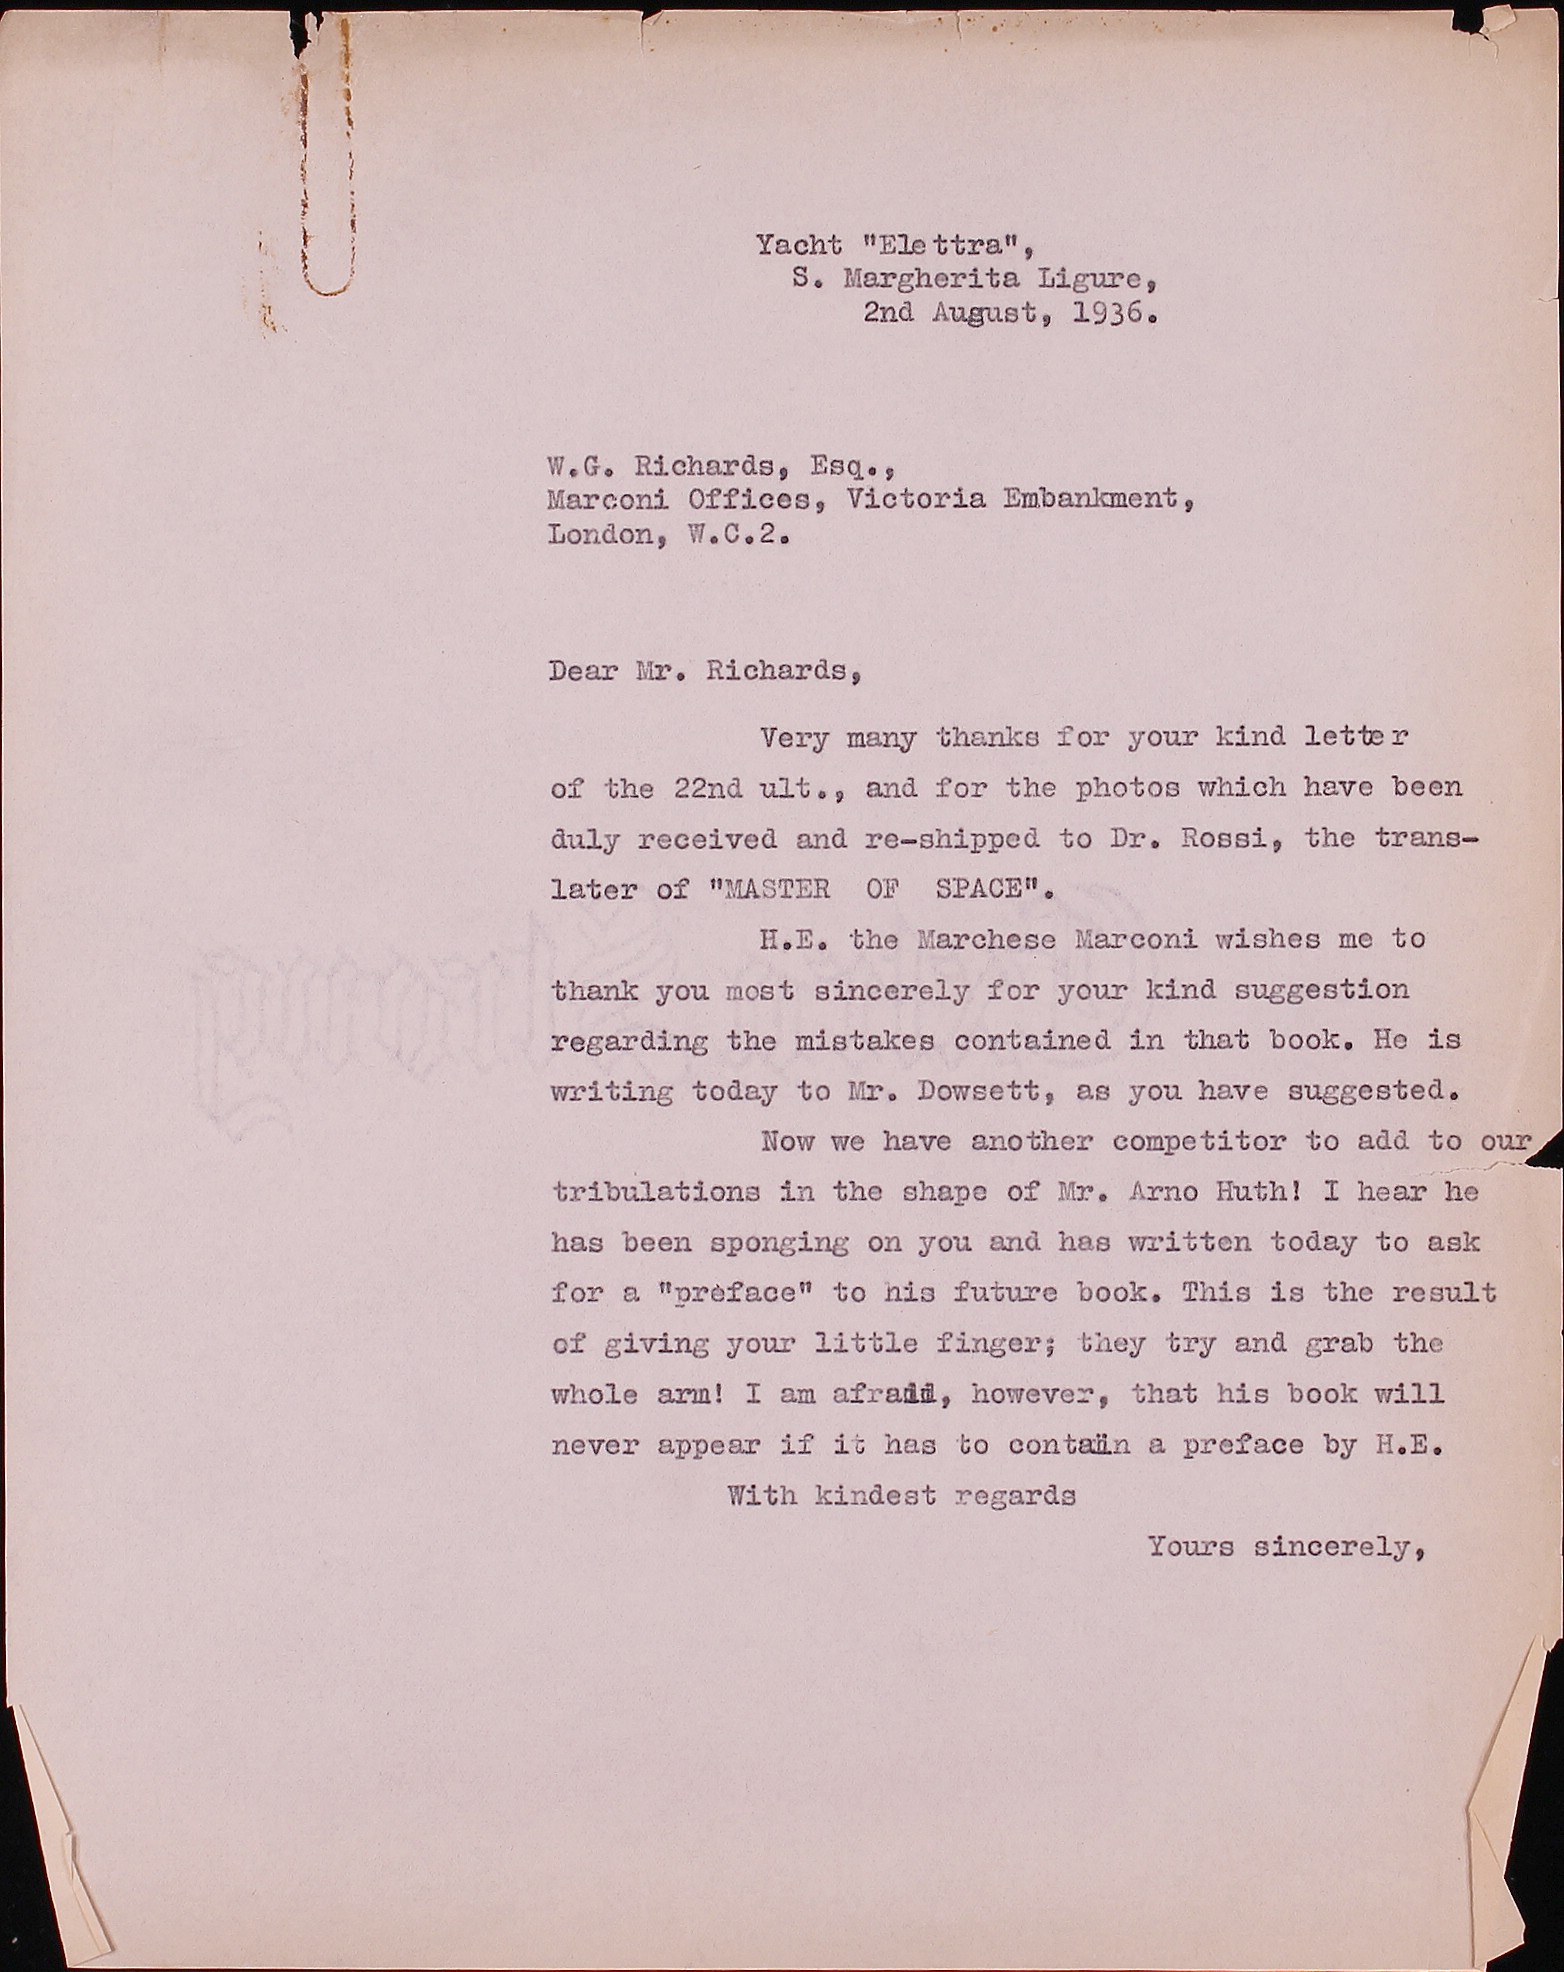 Yacht "Elettra",
S. Margherita Ligure,
2nd August, 1936.
W.G. Richards, Esq.,
Marconi Offices, Victoria Embankment,
London, W.C.2.
Dear Mr. Richards,
Very many thanks for your kind letter
of the 22nd ult., and for the photos which have been
duly received and re-shipped to Dr. Rossi, the trans-
later of "MASTER OF SPACE".
H.E. the Marchese Marconi wishes me to
thank you most sincerely for your kind suggestion
regarding the mistakes contained in that book. He is
writing today to Mr. Dowsett, as you have suggested.
Now we have another competitor to add to our
tribulations in the shape of Mr. Arno Huth! I hear he
has been sponging on you and has written today to ask
for a "preface" to his future book. This is the result
of giving your little finger; they try and grab the
whole arm! I am afraid, however, that his book will
never appear if it has to contain a preface by H.E.
With kindest regards
Yours sincerely,